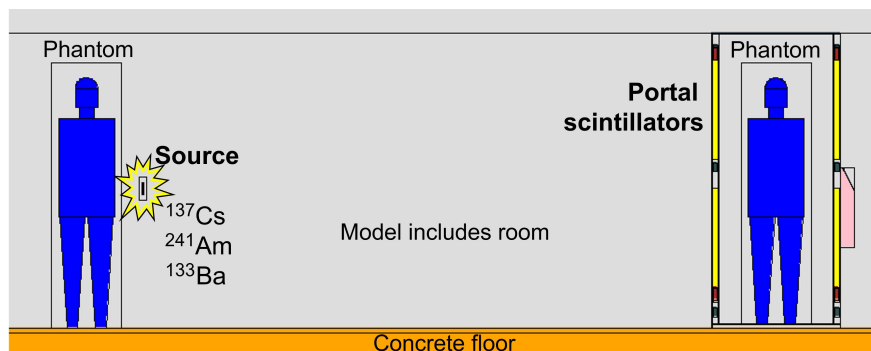 Phantom
Phantom
Portal
scintillators
Source
¹³⁷Cs
²⁴¹Am
¹³³Ba
Model includes room
Concrete floor